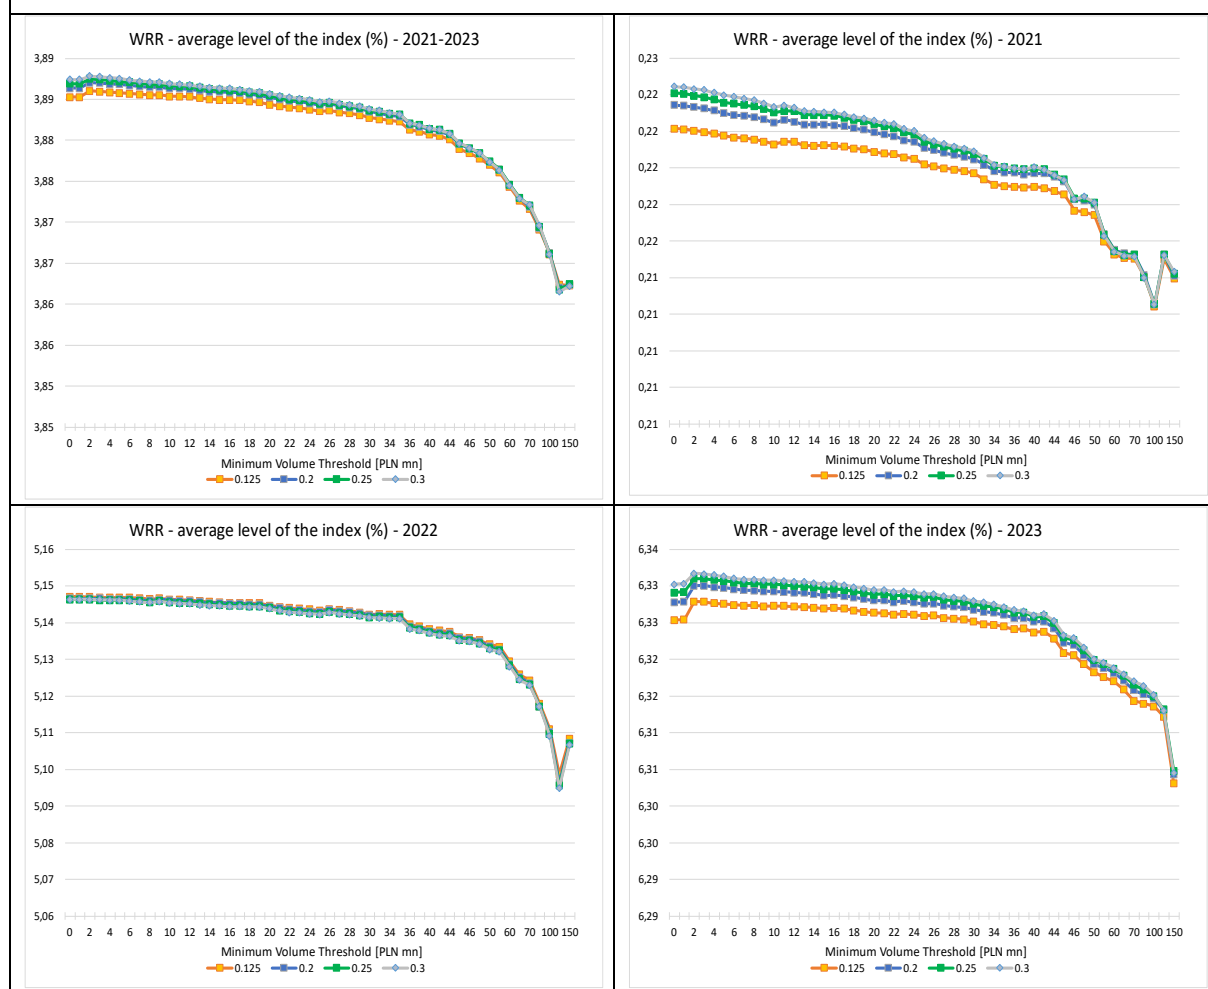 WRR - average level of the index (%) - 2021-2023
3,89
3,89
3,88
3,88
3,87
3,87
3,86
3,86
3,85
3,85
0 2 4 6 8 10 12 14 16 18 20 22 24 26 28 30 34 36 40 44 46 50 60 70 100 150
Minimum Volume Threshold [PLN mn]
0.125 0.2 0.25 0.3
WRR - average level of the index (%) - 2021
0,23
0,22
0,22
0,22
0,22
0,22
0,21
0,21
0,21
0,21
0,21
0 2 4 6 8 10 12 14 16 18 20 22 24 26 28 30 34 36 40 44 46 50 60 70 100 150
Minimum Volume Threshold [PLN mn]
0.125 0.2 0.25 0.3
WRR - average level of the index (%) - 2022
5,16
5,15
5,14
5,13
5,12
5,11
5,10
5,09
5,08
5,07
5,06
0 2 4 6 8 10 12 14 16 18 20 22 24 26 28 30 34 36 40 44 46 50 60 70 100 150
Minimum Volume Threshold [PLN mn]
0.125 0.2 0.25 0.3
WRR - average level of the index (%) - 2023
6,34
6,33
6,33
6,32
6,32
6,31
6,31
6,30
6,30
6,29
6,29
0 2 4 6 8 10 12 14 16 18 20 22 24 26 28 30 34 36 40 44 46 50 60 70 100 150
Minimum Volume Threshold [PLN mn]
0.125 0.2 0.25 0.3